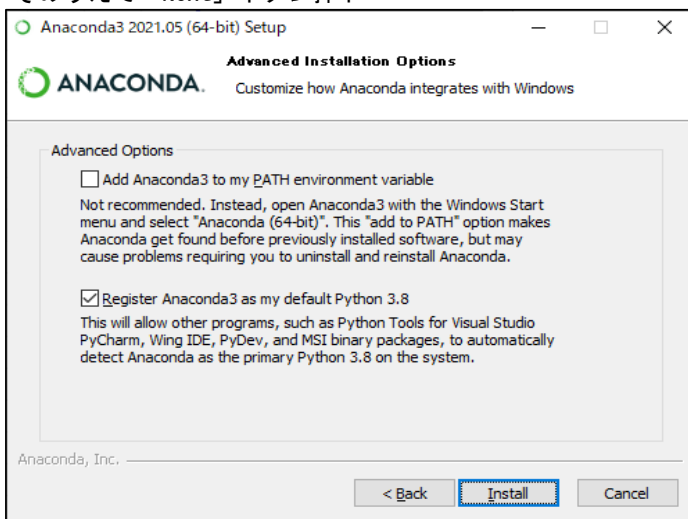 Anaconda3 2021.05 (64-bit) Setup
ANACONDA.
Advanced Installation Options
Customize how Anaconda integrates with Windows
Advanced Options
Add Anaconda3 to my PATH environment variable
Not recommended. Instead, open Anaconda3 with the Windows Start
menu and select "Anaconda (64-bit)". This "add to PATH" option makes
Anaconda get found before previously installed software, but may
cause problems requiring you to uninstall and reinstall Anaconda.
Register Anaconda3 as my default Python 3.8
This will allow other programs, such as Python Tools for Visual Studio
PyCharm, Wing IDE, PyDev, and MSI binary packages, to automatically
detect Anaconda as the primary Python 3.8 on the system.
Anaconda, Inc.
< Back
Install
Cancel